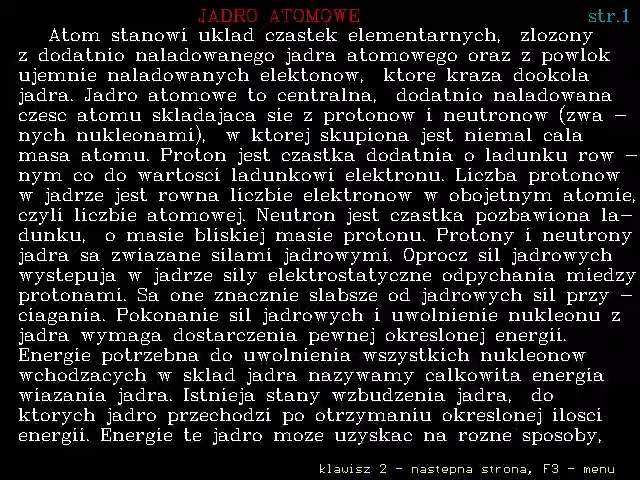 JADRO ATOMOWE str.1
Atom stanowi uklad czastek elementarnych, zlozony
z dodatnio naladowanego jadra atomowego oraz z powlok
ujemnie naladowanych elektonow, ktore kraza dookola
jadra. Jadro atomowe to centralna, dodatnio naladowana
czesc atomu skladajaca sie z protonow i neutronow (zwa –
nych nukleonami), w ktorej skupiona jest niemal cala
masa atomu. Proton jest czastka dodatnia o ladunku row –
nym co do wartosci ladunkowi elektronu. Liczba protonow
w jadrze jest rowna liczbie elektronow w obojetnym atomie,
czyli liczbie atomowej. Neutron jest czastka pozbawiona la–
dunku, o masie bliskiej masie protonu. Protony i neutrony
jadra sa zwiazane silami jadrowymi. Oprocz sil jadrowych
wystepuja w jadrze sily elektrostatyczne odpychania miedzy
protonami. Sa one znacznie slabsze od jadrowych sil przy –
ciagania. Pokonanie sil jadrowych i uwolnienie nukleonu z
jadra wymaga dostarczenia pewnej okreslonej energii.
Energie potrzebna do uwolnienia wszystkich nukleonow
wchodzacych w sklad jadra nazywamy calkowita energia
wiazania jadra. Istnieja stany wzbudzenia jadra, do
ktorych jadro przechodzi po otrzymaniu okreslonej ilosci
energii. Energie te jadro moze uzyskac na rozne sposoby,
klawisz 2 – nastepna strona, F3 – menu